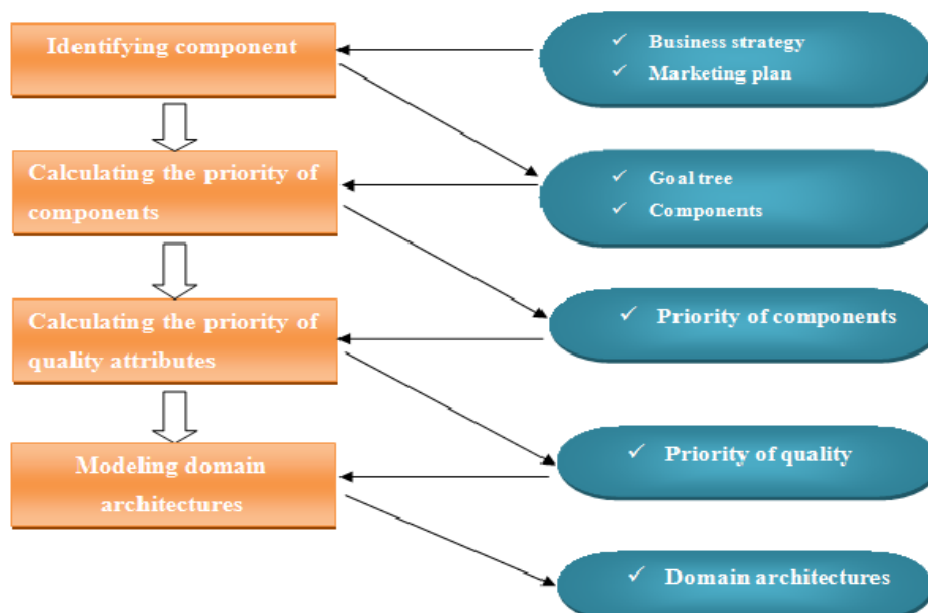 Identifying component
✓ Business strategy
✓ Marketing plan
Calculating the priority of
components
✓ Goal tree
✓ Components
Calculating the priority of
quality attributes
✓ Priority of components
Modeling domain
architectures
✓ Priority of quality
✓ Domain architectures